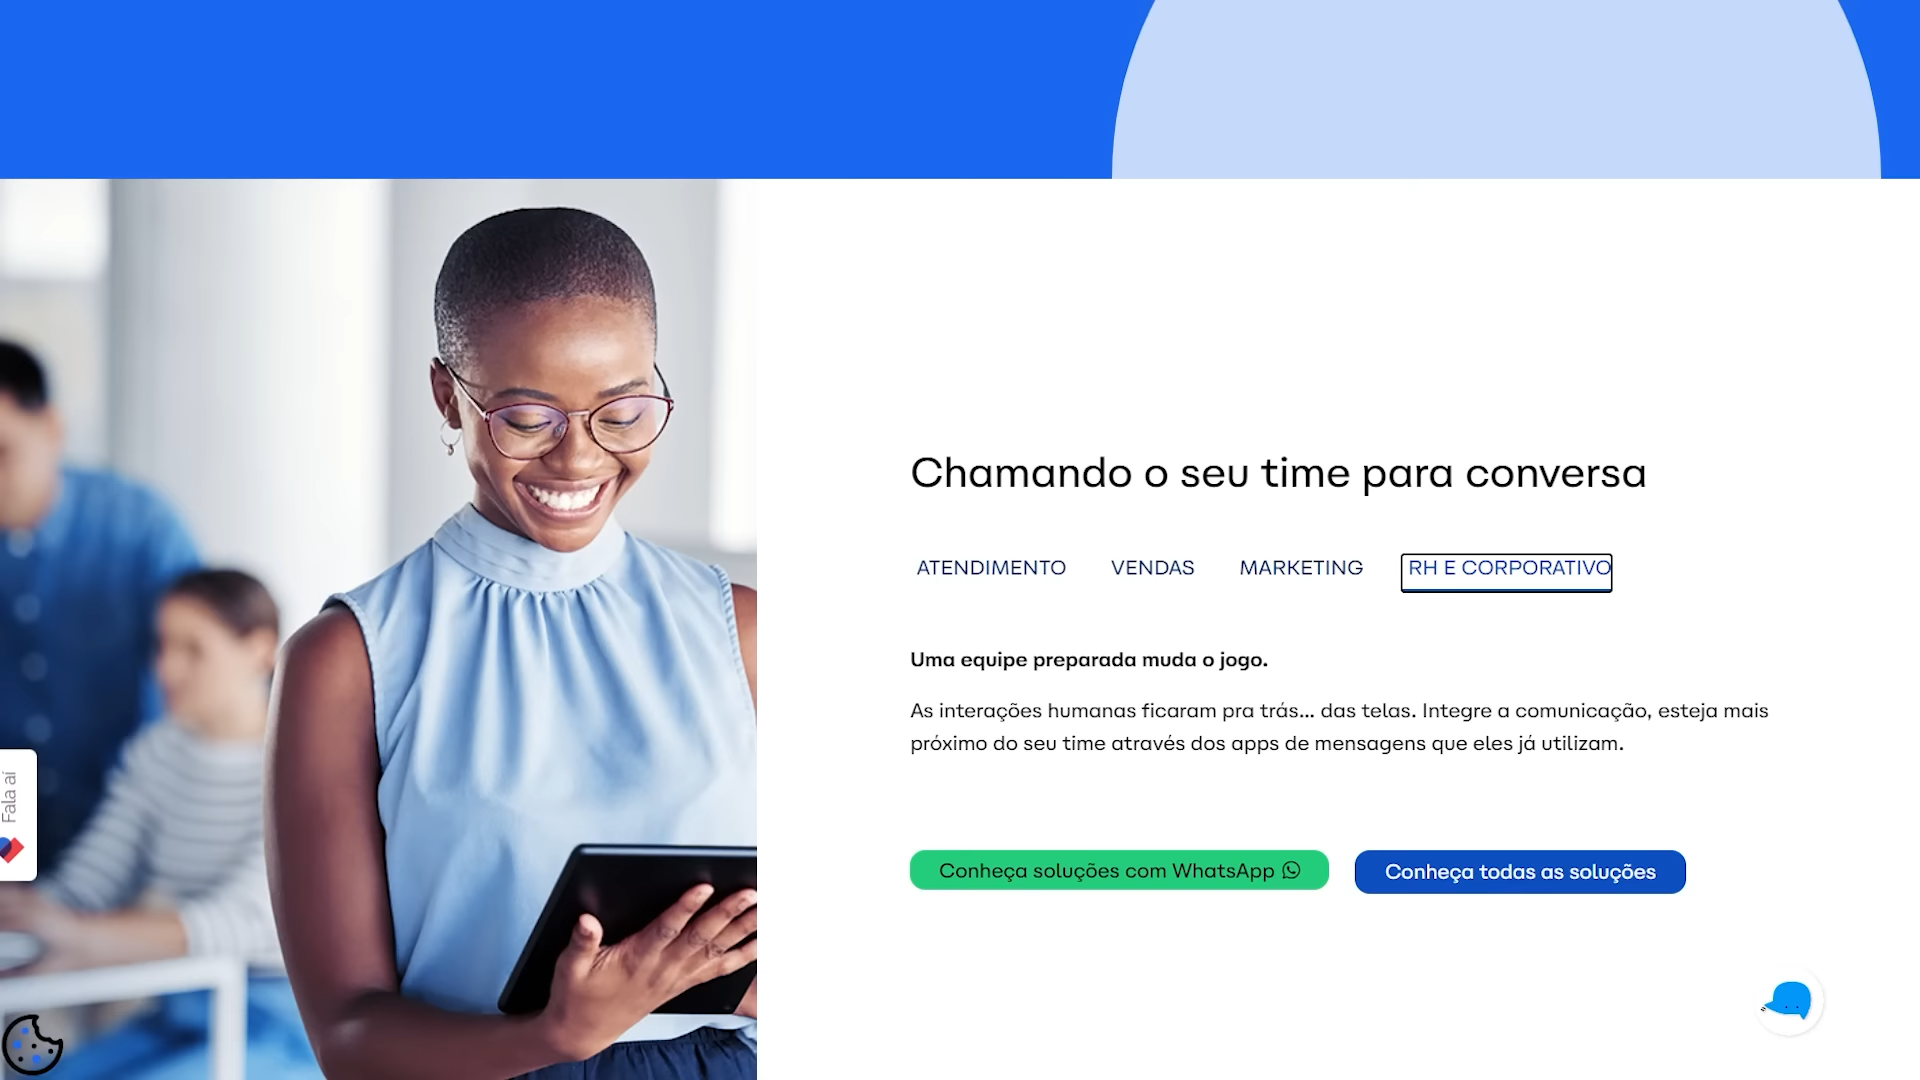 Chamando o seu time para conversa
ATENDIMENTO VENDAS MARKETING RH E CORPORATIVO
Uma equipe preparada muda o jogo.
As interações humanas ficaram pra trás... das telas. Integre a comunicação, esteja mais
próximo do seu time através dos apps de mensagens que eles já utilizam.
Fala aí
Conheça soluções com WhatsApp
Conheça todas as soluções